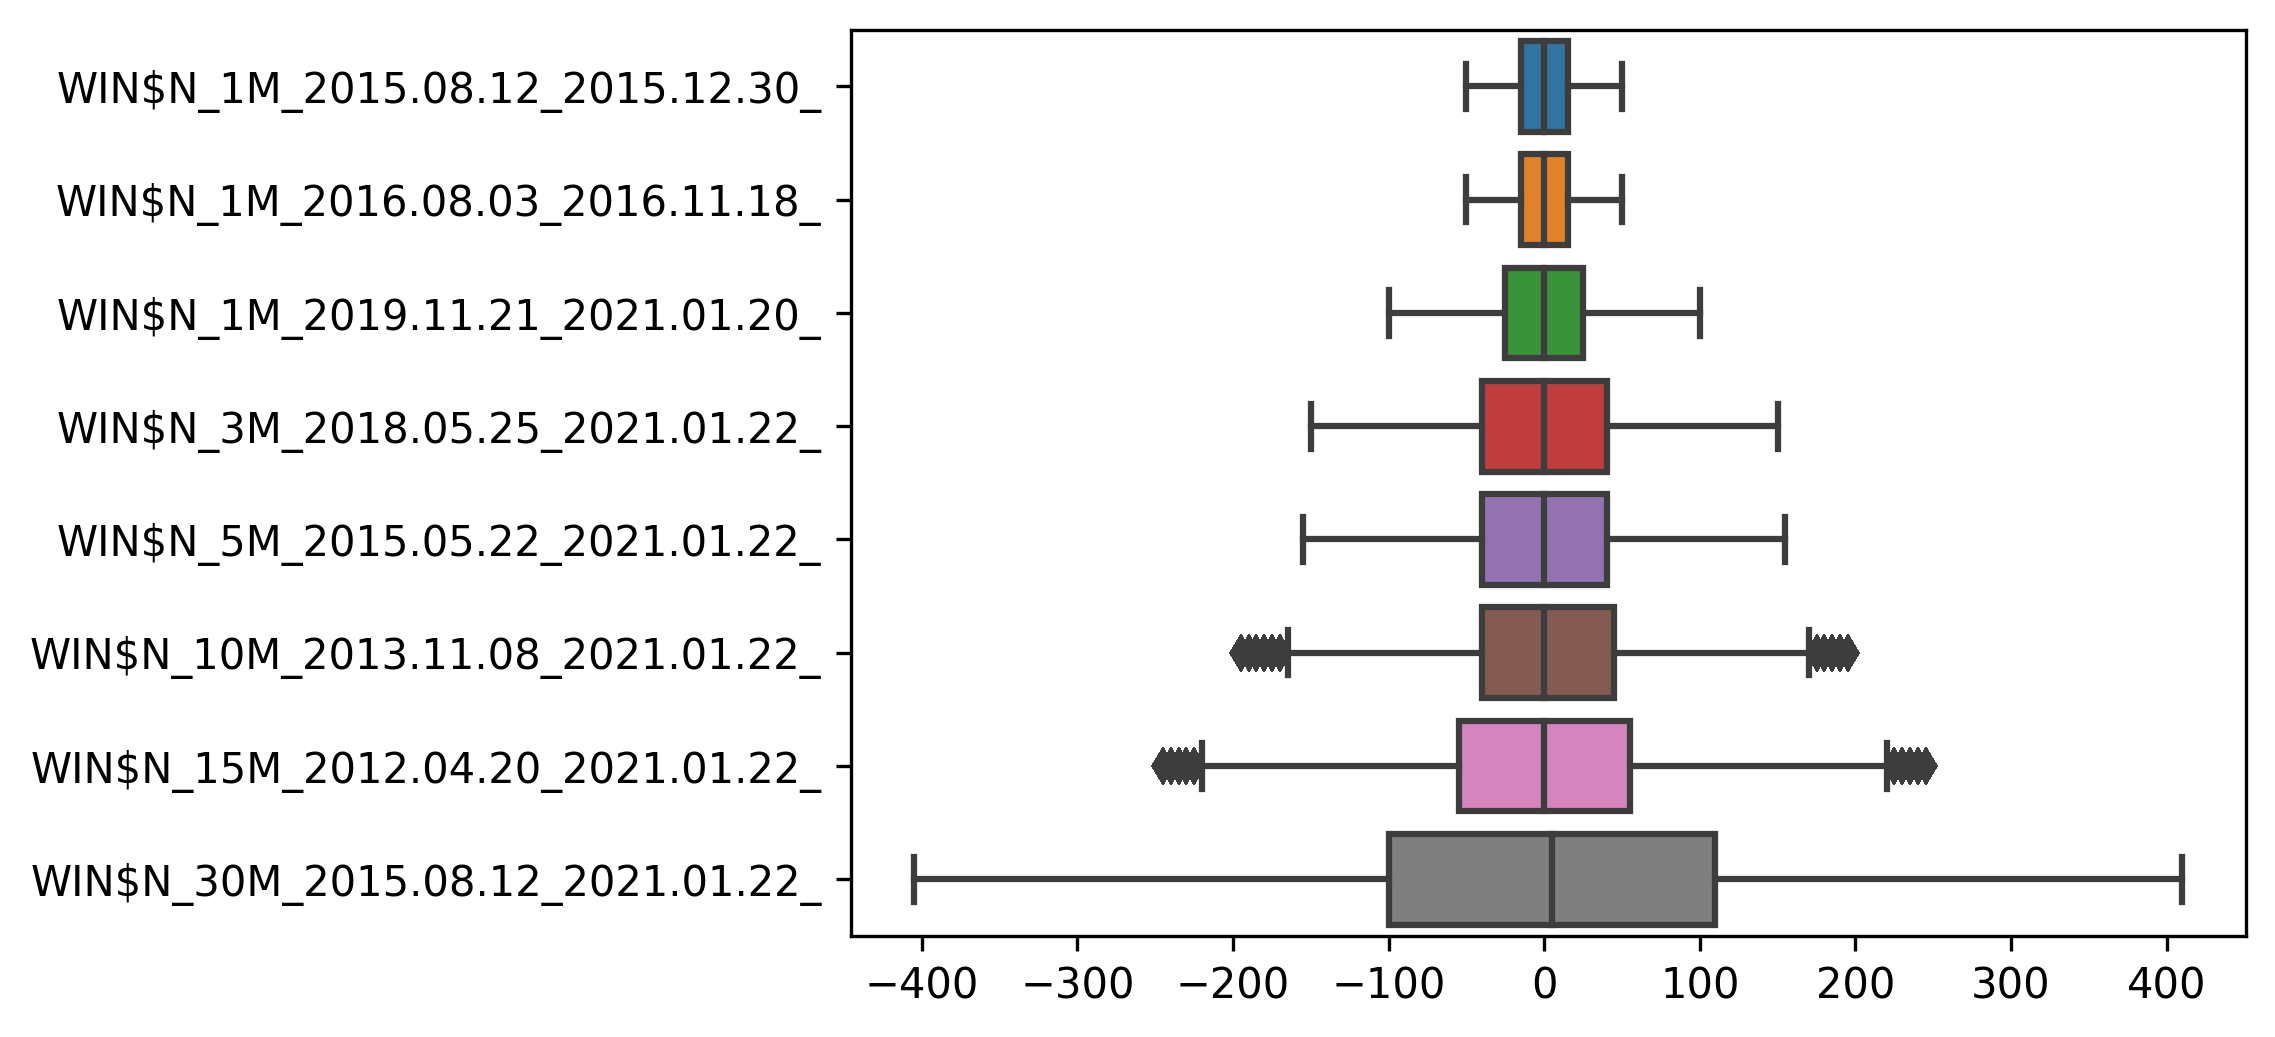 WIN$N_1M_2015.08.12_2015.12.30_
WIN$N_1M_2016.08.03_2016.11.18_
WIN$N_1M_2019.11.21_2021.01.20_
WIN$N_3M_2018.05.25_2021.01.22_
WIN$N_5M_2015.05.22_2021.01.22_
WIN$N_10M_2013.11.08_2021.01.22_
WIN$N_15M_2012.04.20_2021.01.22_
WIN$N_30M_2015.08.12_2021.01.22_
−400 −300 −200 −100 0 100 200 300 400